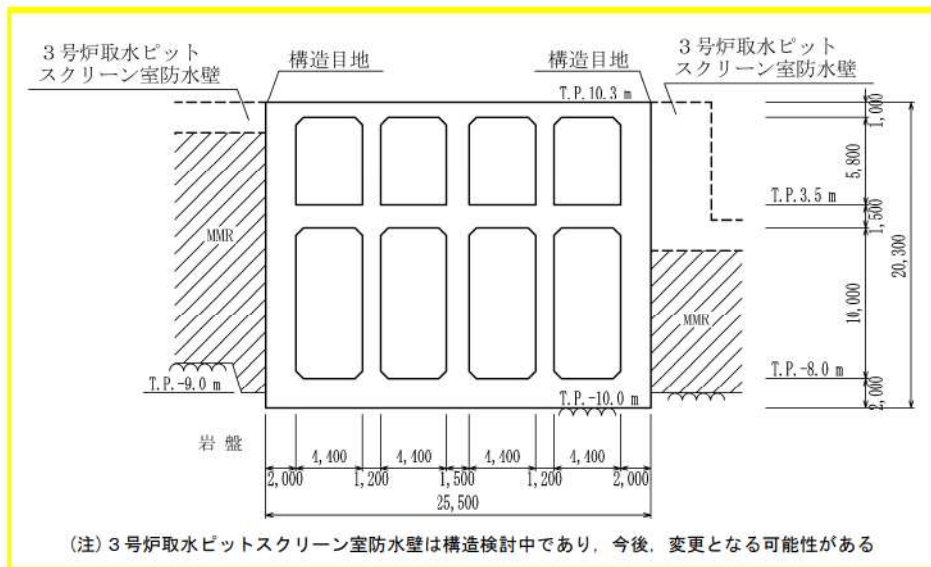 3号炉取水ピット
スクリーン室防水壁
構造目地
構造目地
3号炉取水ピット
スクリーン室防水壁
T.P.10.3 m
1,000
5,800
T.P.3.5 m
1,500
20,300
MMR
10,000
MMR
T.P.-8.0 m
T.P.-9.0 m
T.P.-10.0 m
2,000
岩 盤
4,400
4,400
4,400
4,400
2,000
1,200
1,500
1,200
2,000
25,500
(注)3号炉取水ピットスクリーン室防水壁は構造検討中であり,今後,変更となる可能性がある